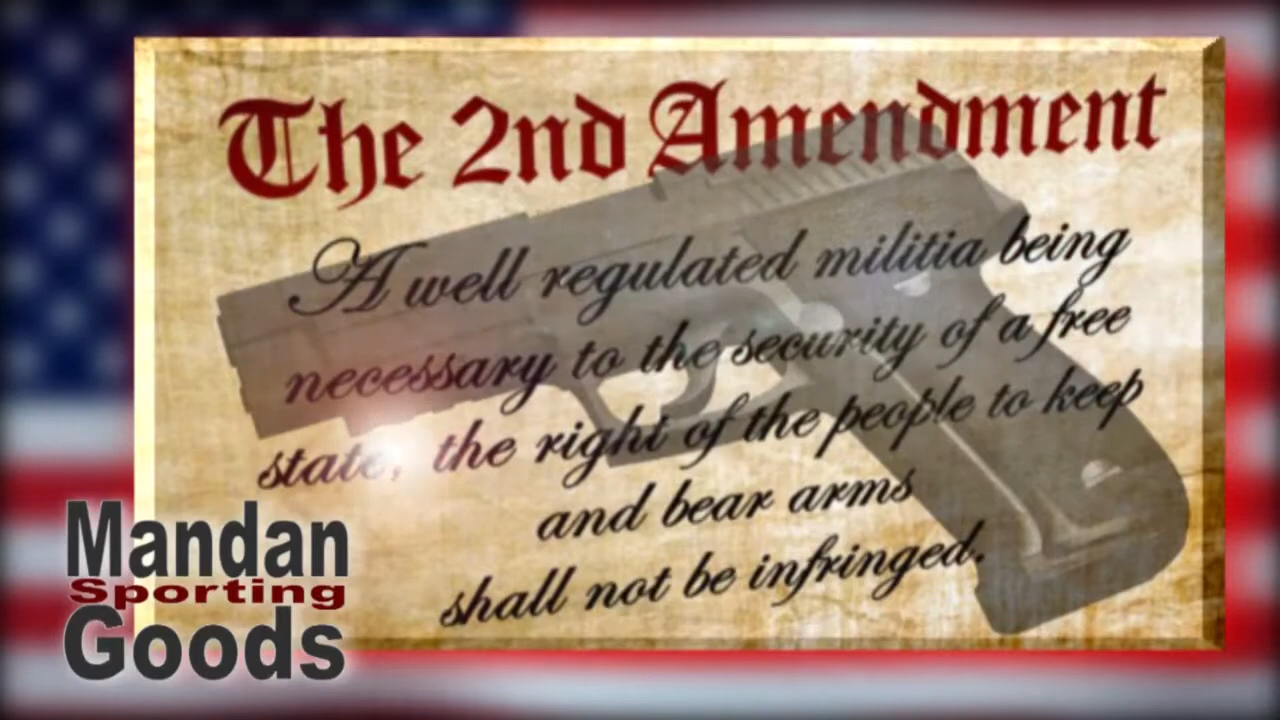 The 2nd Amendment
A well regulated militia being
necessary to the security of a free
state, the right of the people to keep
and bear arms
shall not be infringed.
Mandan
Sporting
Goods